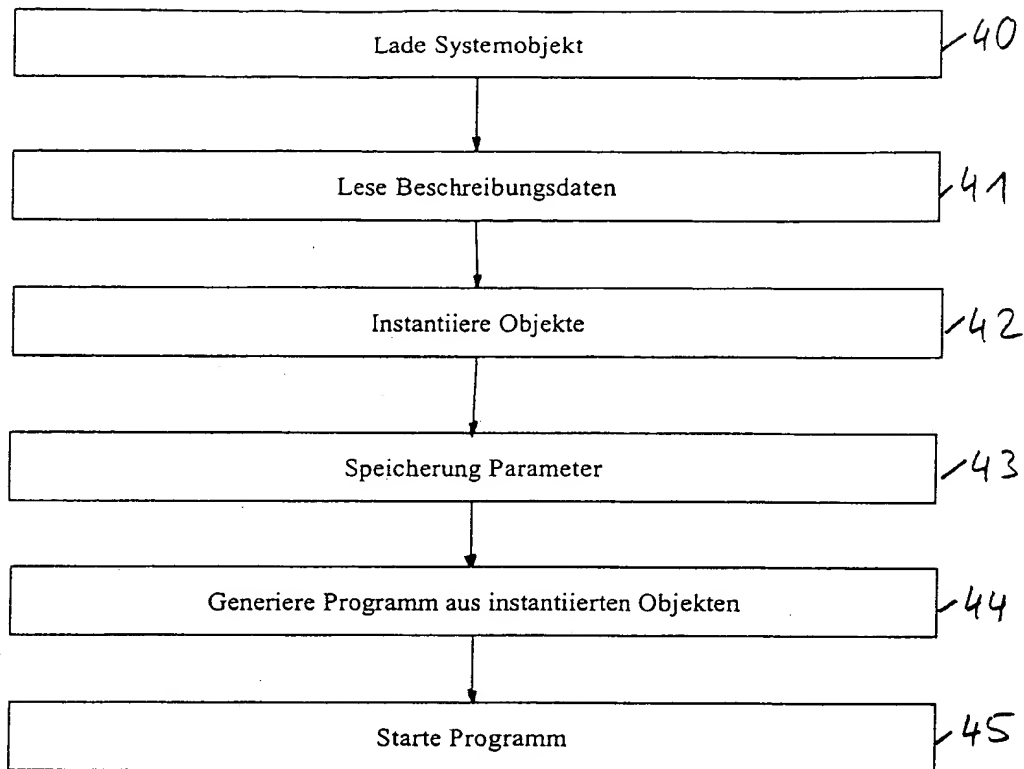 Lade Systemobjekt 40
Lese Beschreibungsdaten 41
Instantiiere Objekte 42
Speicherung Parameter 43
Generiere Programm aus instantiierten Objekten 44
Starte Programm 45